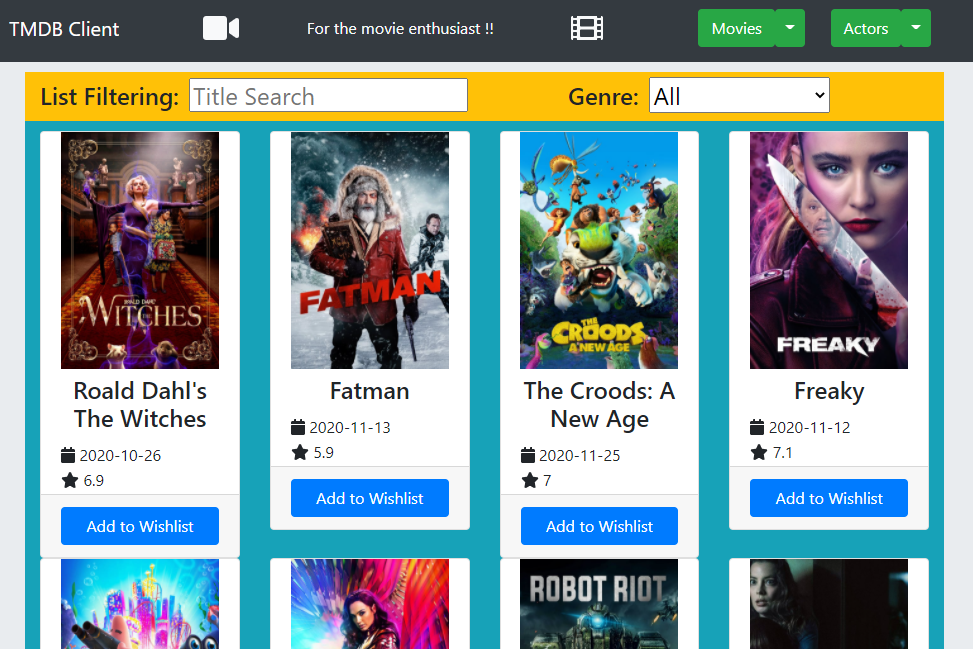 TMDB Client
For the movie enthusiast !!
Movies
Actors
List Filtering:
Title Search
Genre:
All
ROALD DAHL'S
THE WITCHES
FATMAN
THE
CROODS
A NEW AGE
FREAKY
Roald Dahl's
The Witches
2020-10-26
6.9
Add to Wishlist
Fatman
2020-11-13
5.9
Add to Wishlist
The Croods: A
New Age
2020-11-25
7
Add to Wishlist
Freaky
2020-11-12
7.1
Add to Wishlist
ROBOT RIOT